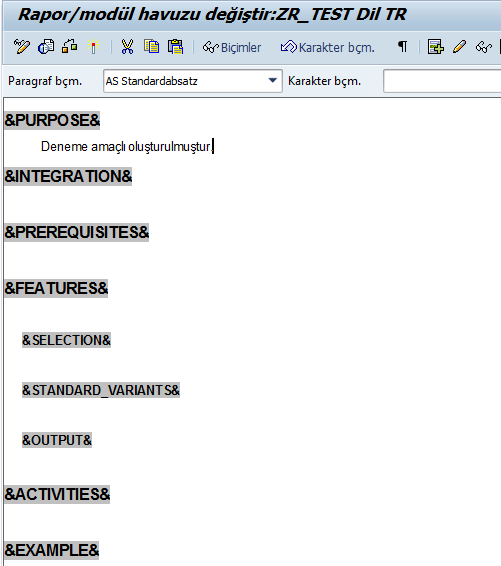 Rapor/modül havuzu değiştir:ZR_TEST Dil TR
Biçimler Karakter bçm.
Paragraf bçm. AS Standardabsatz Karakter bçm.
&PURPOSE&
Deneme amaçlı oluşturulmuştur.
&INTEGRATION&
&PREREQUISITES&
&FEATURES&
&SELECTION&
&STANDARD_VARIANTS&
&OUTPUT&
&ACTIVITIES&
&EXAMPLE&